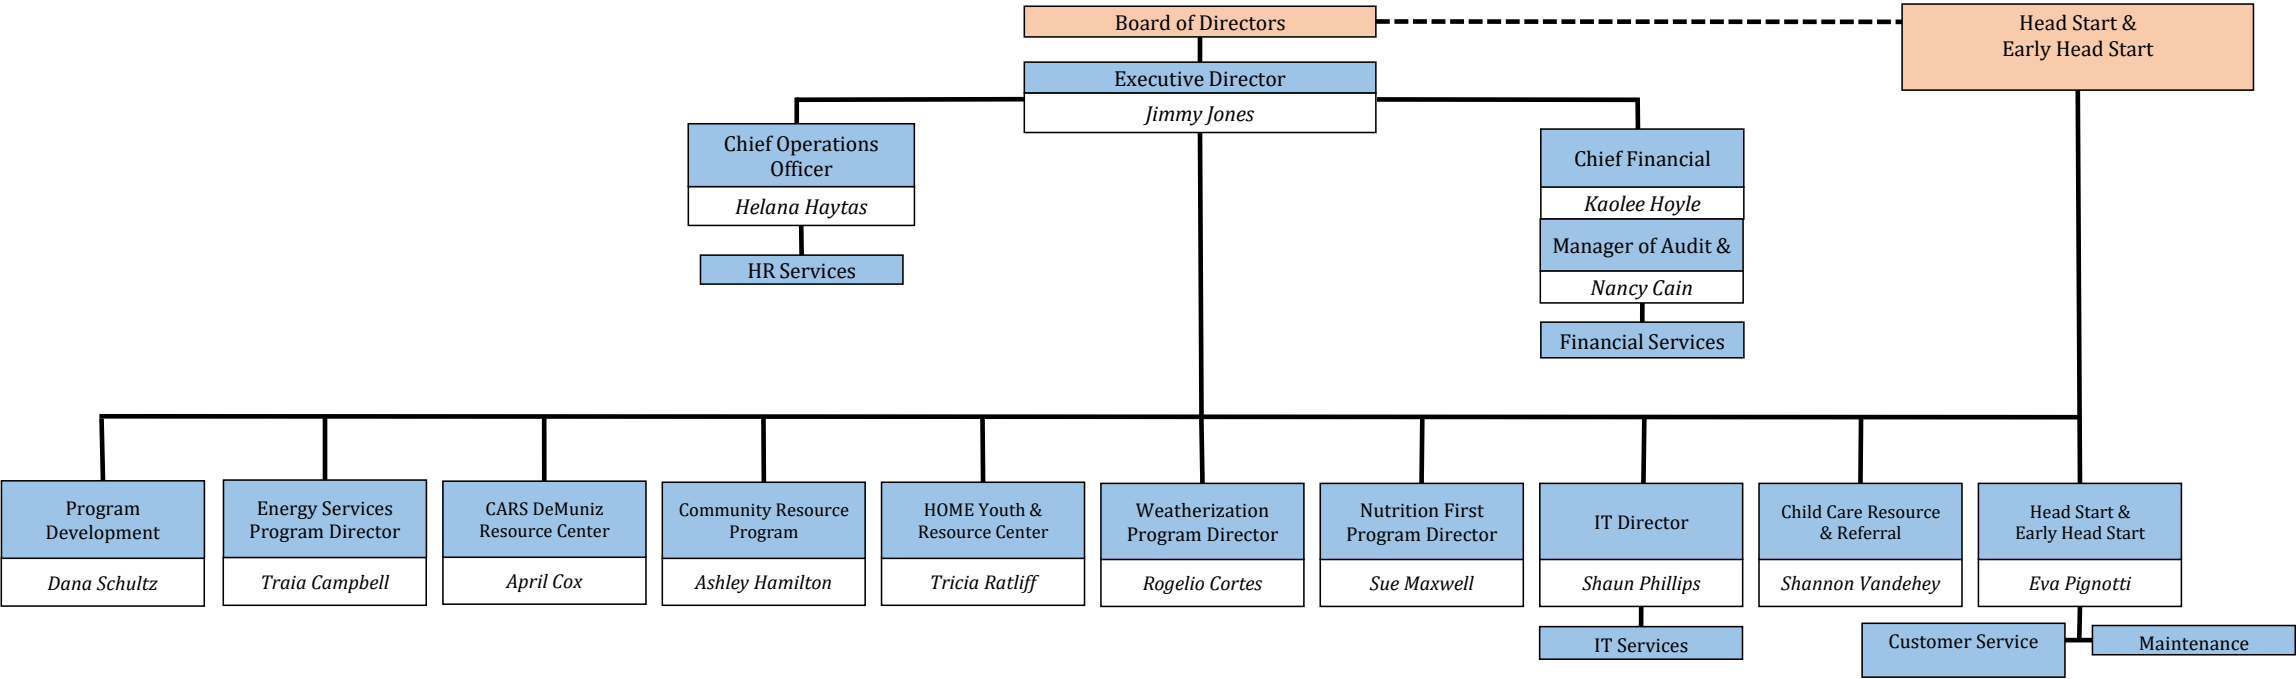 Board of Directors
Head Start &
Early Head Start
Executive Director
Jimmy Jones
Chief Operations
Officer
Helana Haytas
HR Services
Chief Financial
Kaolee Hoyle
Manager of Audit &
Nancy Cain
Financial Services
Program
Development
Dana Schultz
Energy Services
Program Director
Traia Campbell
CARS DeMuniz
Resource Center
April Cox
Community Resource
Program
Ashley Hamilton
HOME Youth &
Resource Center
Tricia Ratliff
Weatherization
Program Director
Rogelio Cortes
Nutrition First
Program Director
Sue Maxwell
IT Director
Shaun Phillips
IT Services
Child Care Resource
& Referral
Shannon Vandehey
Head Start &
Early Head Start
Eva Pignotti
Customer Service
Maintenance